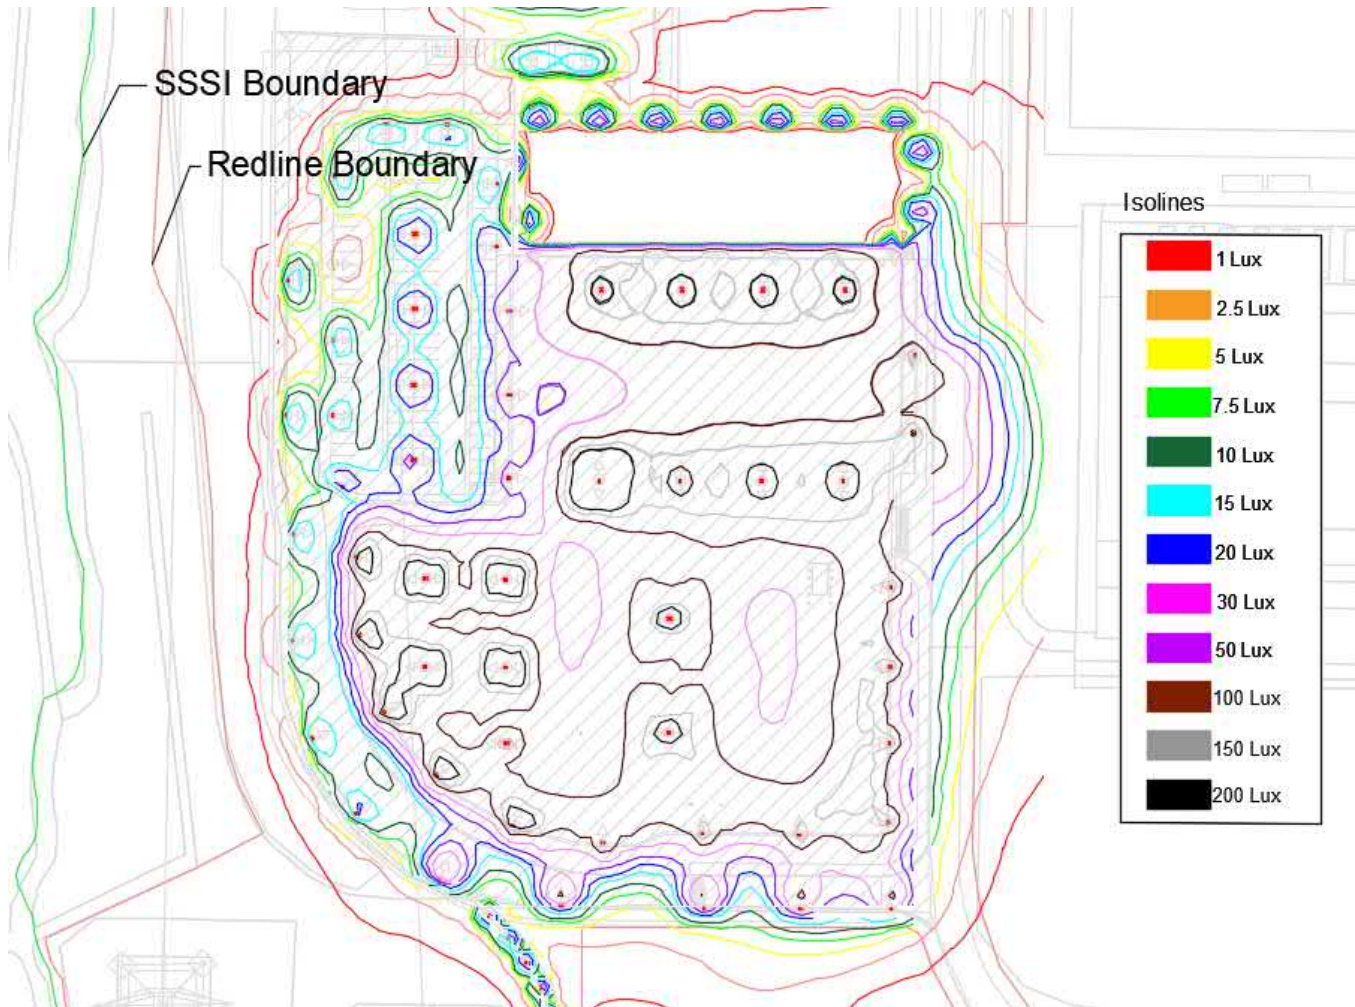 SSSI Boundary
Redline Boundary
Isolines
1 Lux
2.5 Lux
5 Lux
7.5 Lux
10 Lux
15 Lux
20 Lux
30 Lux
50 Lux
100 Lux
150 Lux
200 Lux